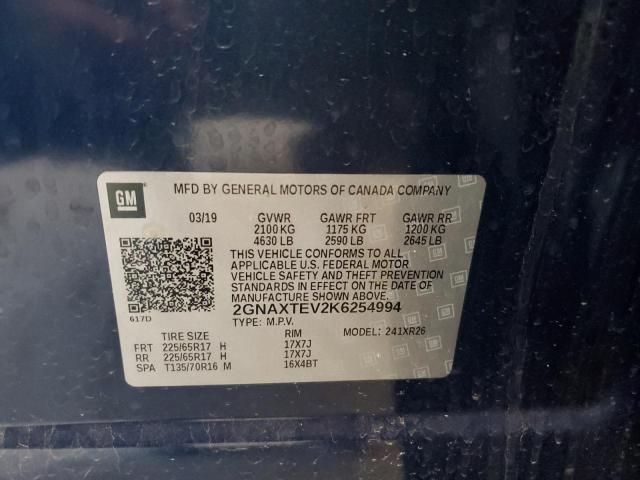 GM
MFD BY GENERAL MOTORS OF CANADA COMPANY
03/19 GVWR GAWR FRT GAWR RR
2100 KG 1175 KG 1200 KG
4630 LB 2590 LB 2645 LB
THIS VEHICLE CONFORMS TO ALL
APPLICABLE U.S. FEDERAL MOTOR
VEHICLE SAFETY AND THEFT PREVENTION
STANDARDS IN EFFECT ON THE DATE OF
MANUFACTURE SHOWN ABOVE.
617D
2GNAXTEV2K6254994
TYPE: M.P.V. MODEL: 241XR26
TIRE SIZE RIM
FRT 225/65R17 H 17X7J
RR 225/65R17 H 17X7J
SPA T135/70R16 M 16X4BT